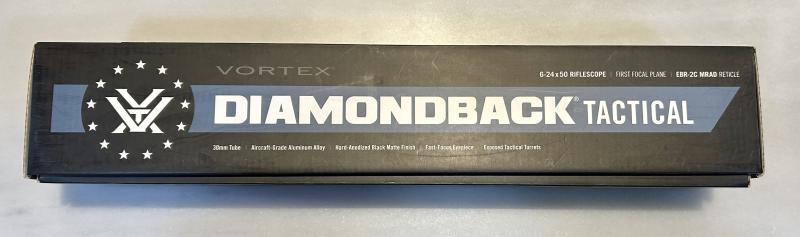 VORTEX
6-24x50 RIFLESCOPE | FIRST FOCAL PLANE | EBR-2C MRAD RETICLE
DIAMONDBACK® TACTICAL
30mm Tube | Aircraft-Grade Aluminum Alloy | Hard-Anodized Black Matte Finish | Fast-Focus Eyepiece | Exposed Tactical Turrets